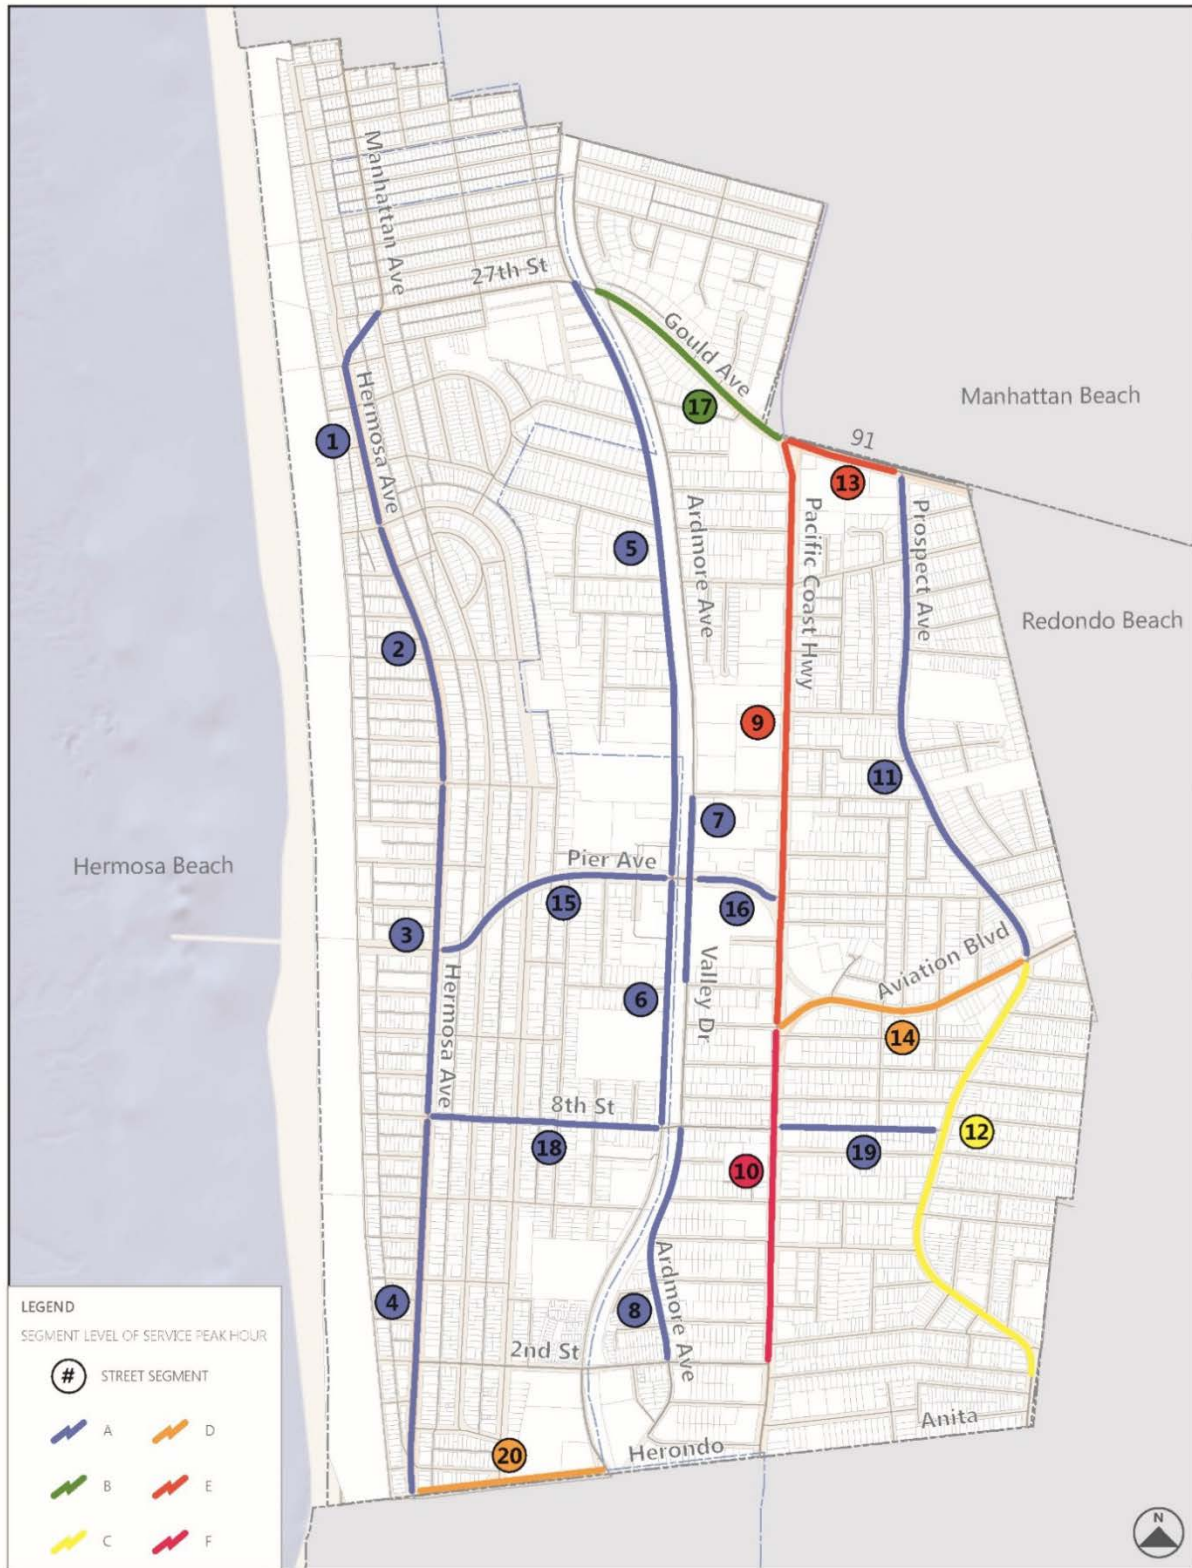 Manhattan Ave
27th St
Gould Ave
17
Manhattan Beach
91
13
Hermosa Ave
1
Ardmore Ave
5
Pacific Coast Hwy
Prospect Ave
Redondo Beach
2
9
11
7
Pier Ave
Hermosa Beach
15
16
3
Aviation Blvd
Hermosa Ave
6
Valley Dr
14
8th St
12
18
19
10
4
8
Ardmore Ave
2nd St
Anita
Herondo
20
LEGEND
SEGMENT LEVEL OF SERVICE PEAK HOUR
# STREET SEGMENT
A D
B E
C F
N